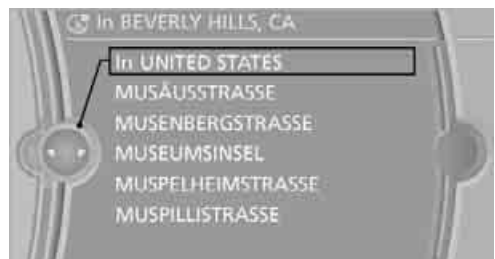 In BEVERLY HILLS, CA
In UNITED STATES
MUSÄUSSTRASSE
MUSENBERGSTRASSE
MUSEUMSINSEL
MUSPELHEIMSTRASSE
MUSPILLISTRASSE